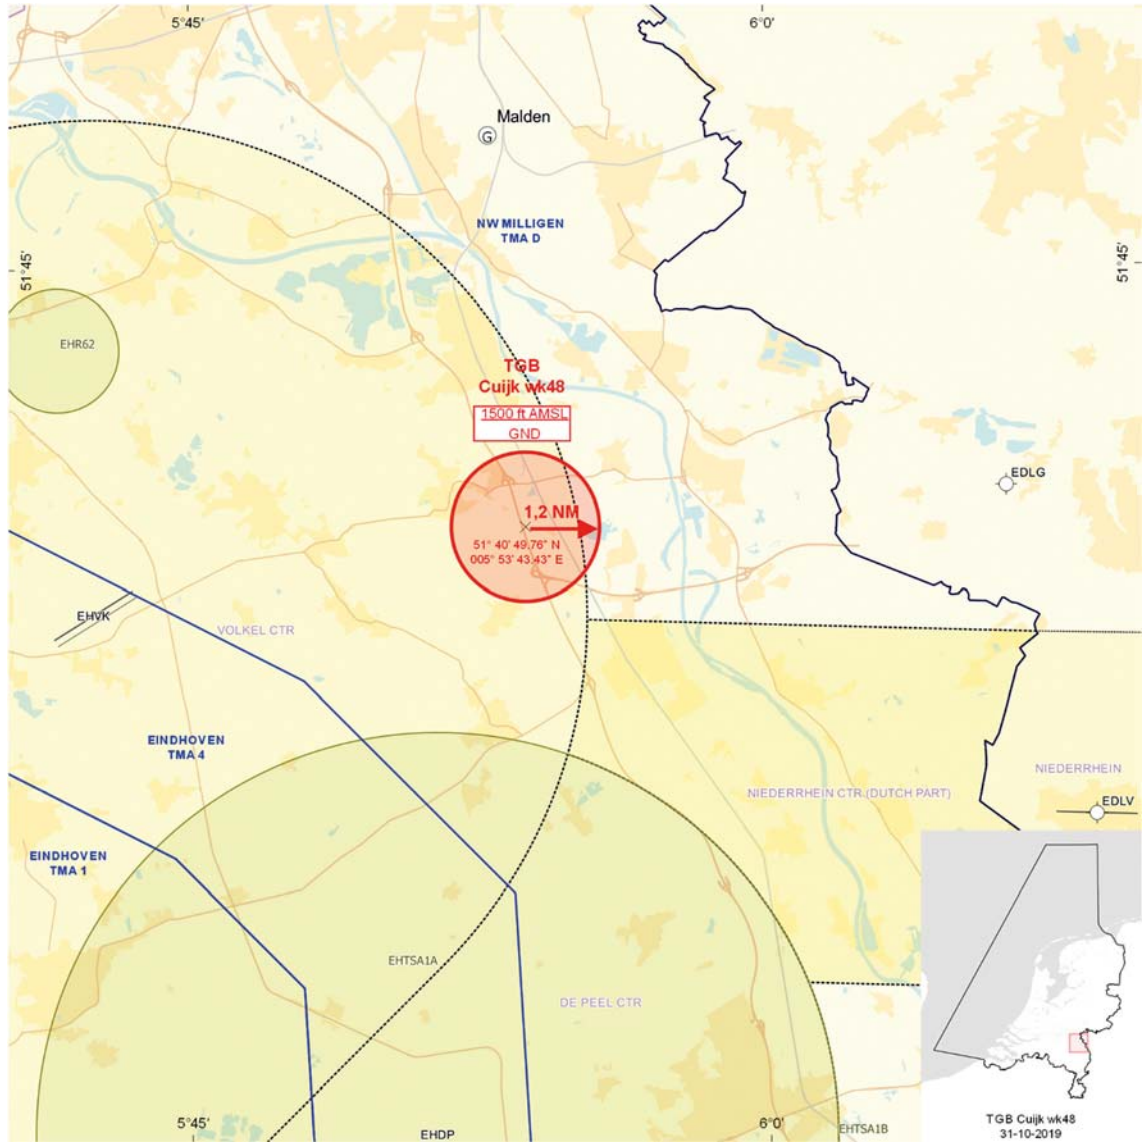 5°45'
6°0'
Malden
G
NW MILLIGEN
TMA D
51°45'
51°45'
EHR62
TGB
Cuijk wk48
1500 ft AMSL
GND
EDLG
1,2 NM
51° 40' 49.76" N
005° 53' 43.43" E
EHVK
VOLKEL CTR
EINDHOVEN
TMA 4
NIEDERRHEIN
NIEDERRHEIN CTR (DUTCH PART)
EDLV
EINDHOVEN
TMA 1
EHTSA1A
DE PEEL CTR
5°45'
EHDP
6°0'
EHTSA1B
TGB Cuijk wk48
31-10-2019